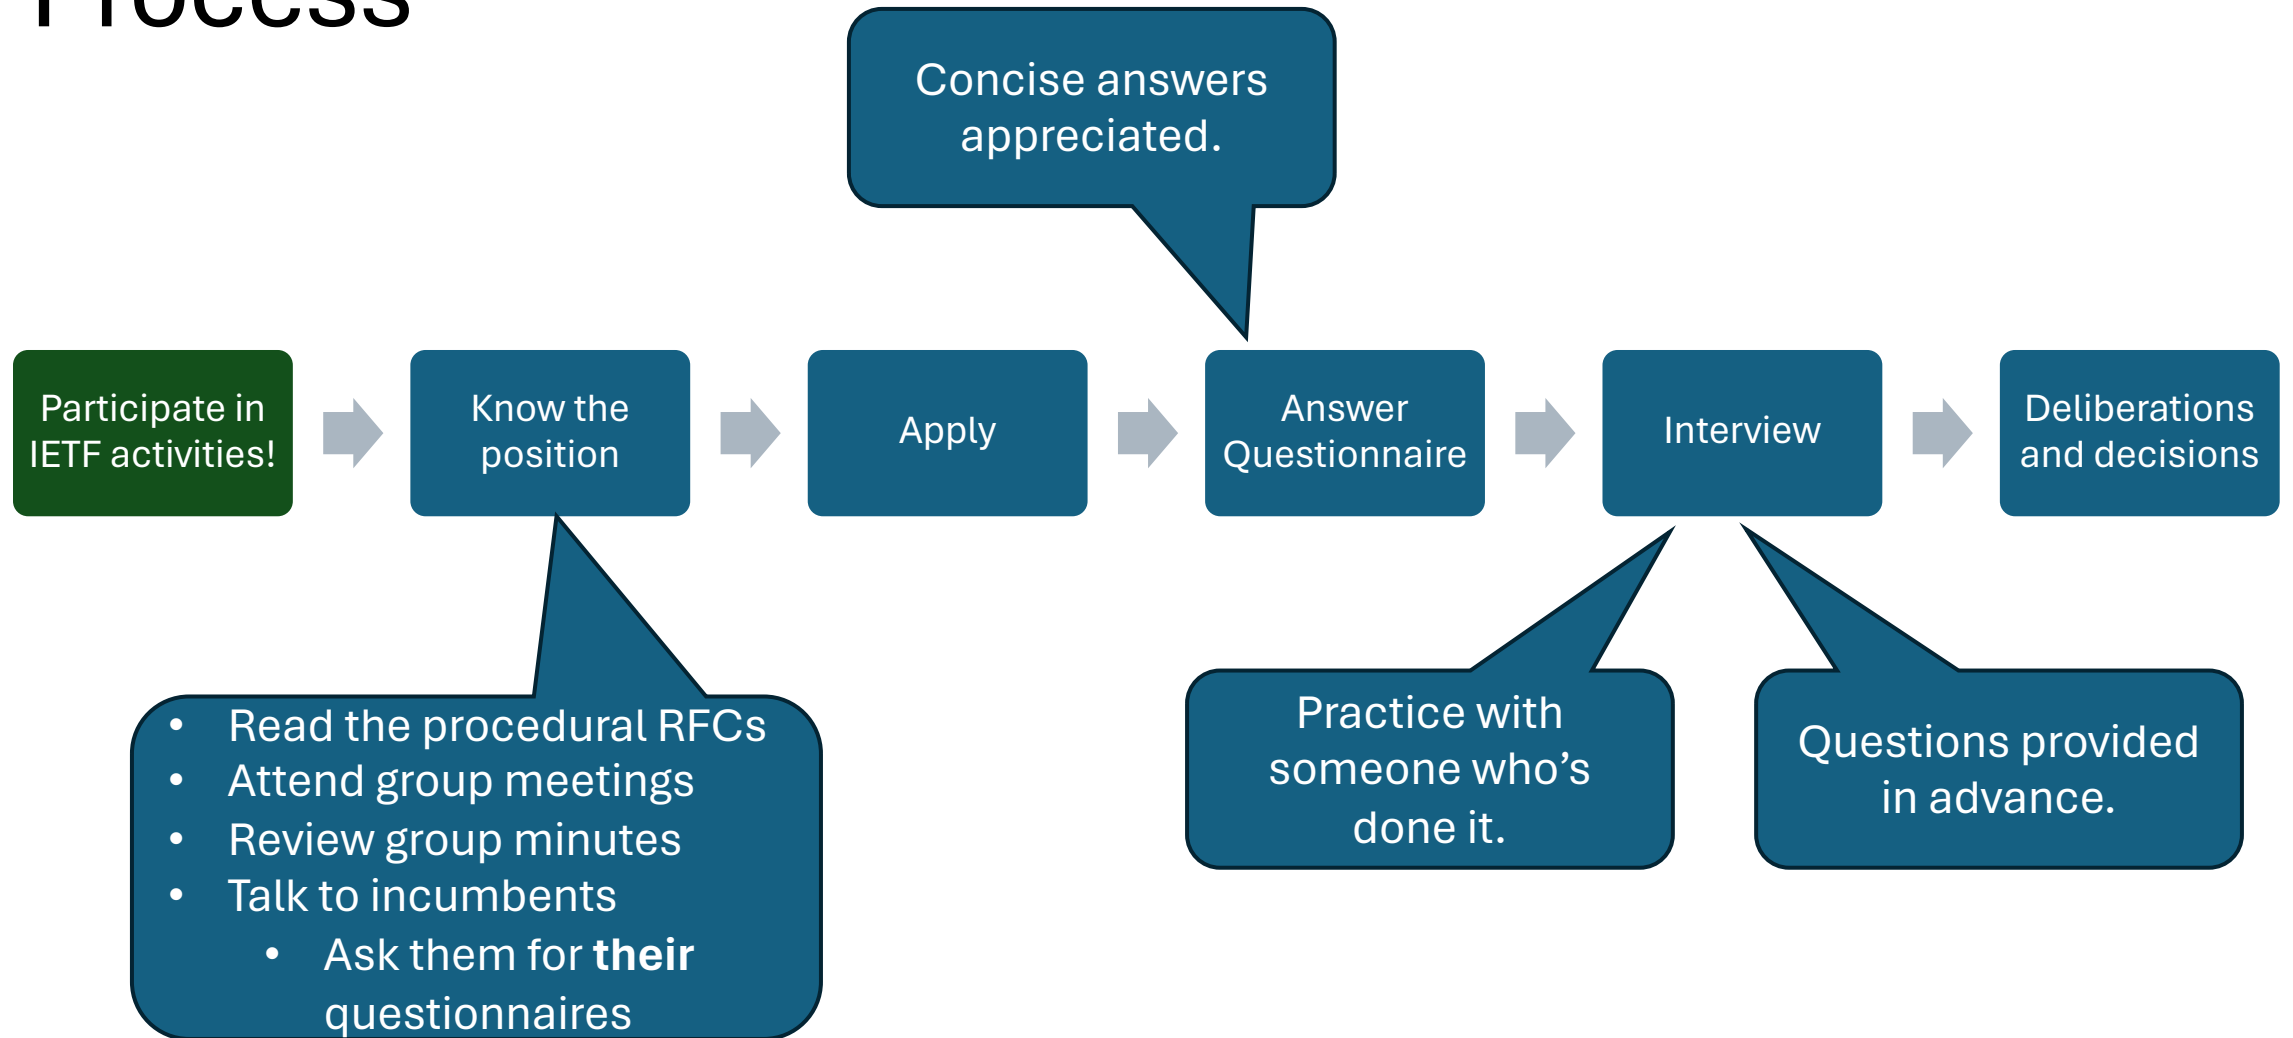 Process
Concise answers
appreciated.
Participate in
IETF activities!
Know the
position
Apply
Answer
Questionnaire
Interview
Deliberations
and decisions
• Read the procedural RFCs
• Attend group meetings
• Review group minutes
• Talk to incumbents
• Ask them for their
questionnaires
Practice with
someone who’s
done it.
Questions provided
in advance.